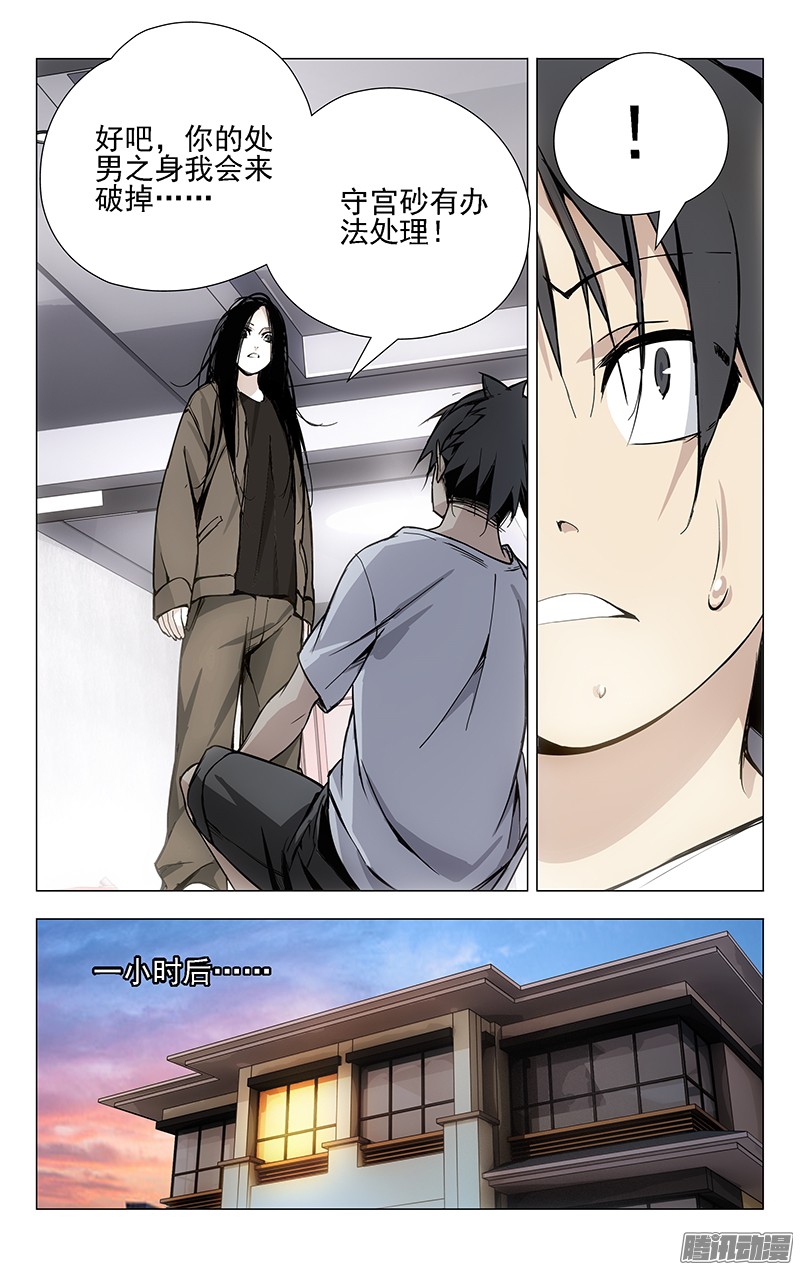 好吧，你的处
男之身我会来
破掉……
守宫砂有办
法处理！
！
一小时后……
腾讯动漫